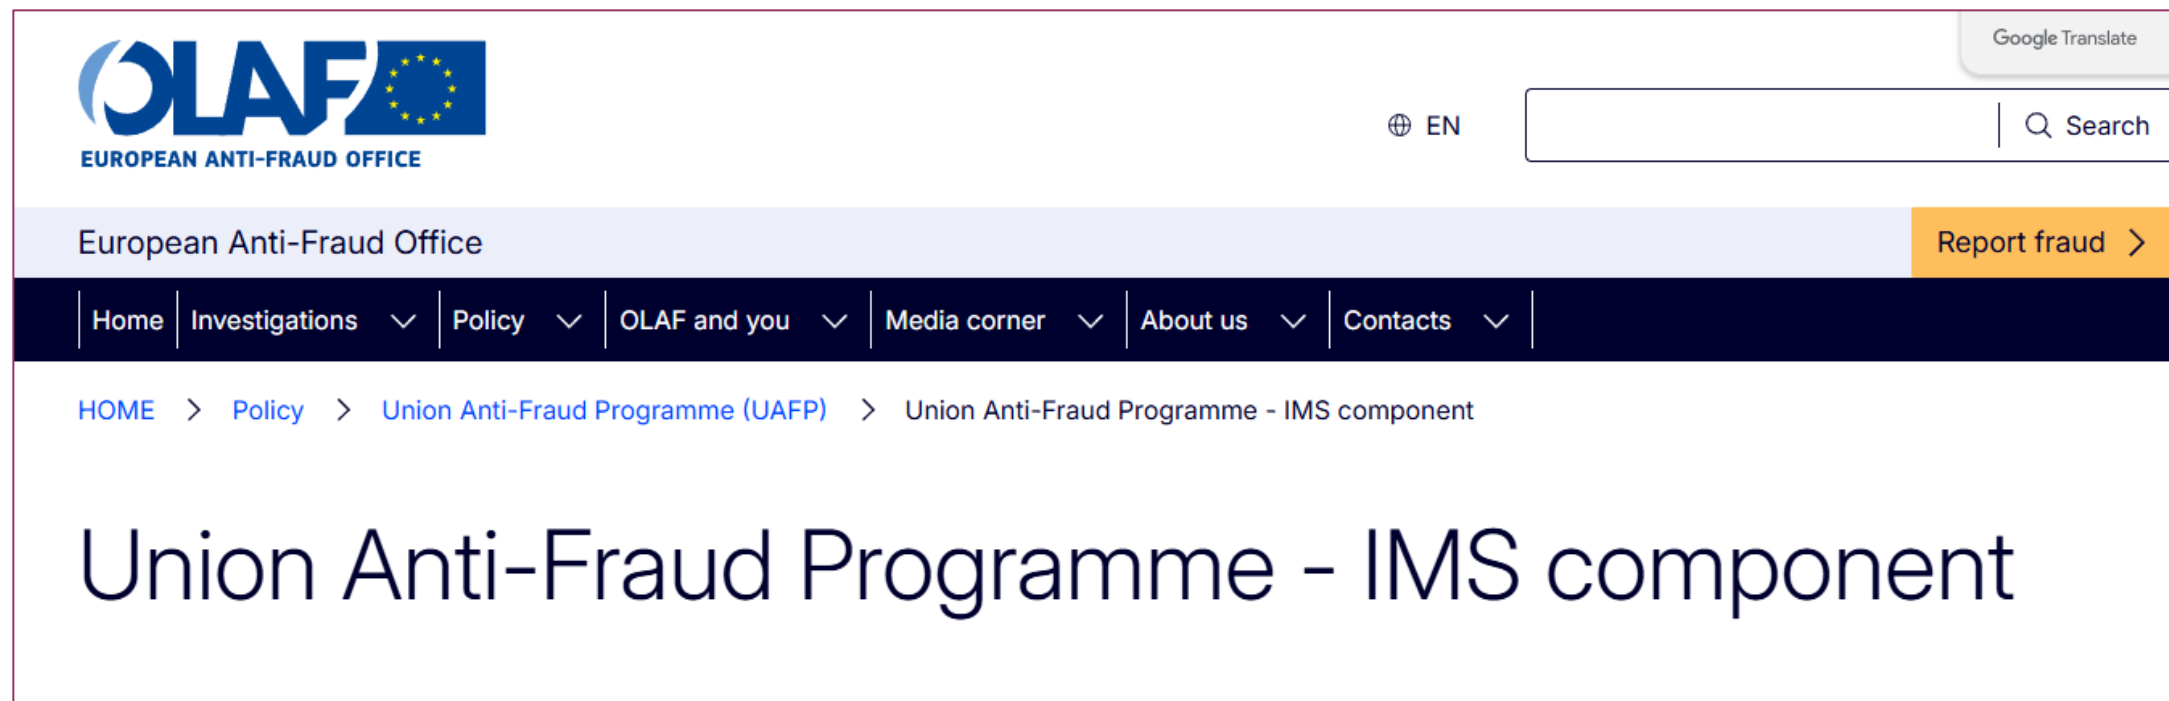 Google Translate
OLAF
EUROPEAN ANTI-FRAUD OFFICE
EN
Search
European Anti-Fraud Office
Report fraud
Home Investigations Policy OLAF and you Media corner About us Contacts
HOME > Policy > Union Anti-Fraud Programme (UAFP) > Union Anti-Fraud Programme - IMS component
Union Anti-Fraud Programme - IMS component